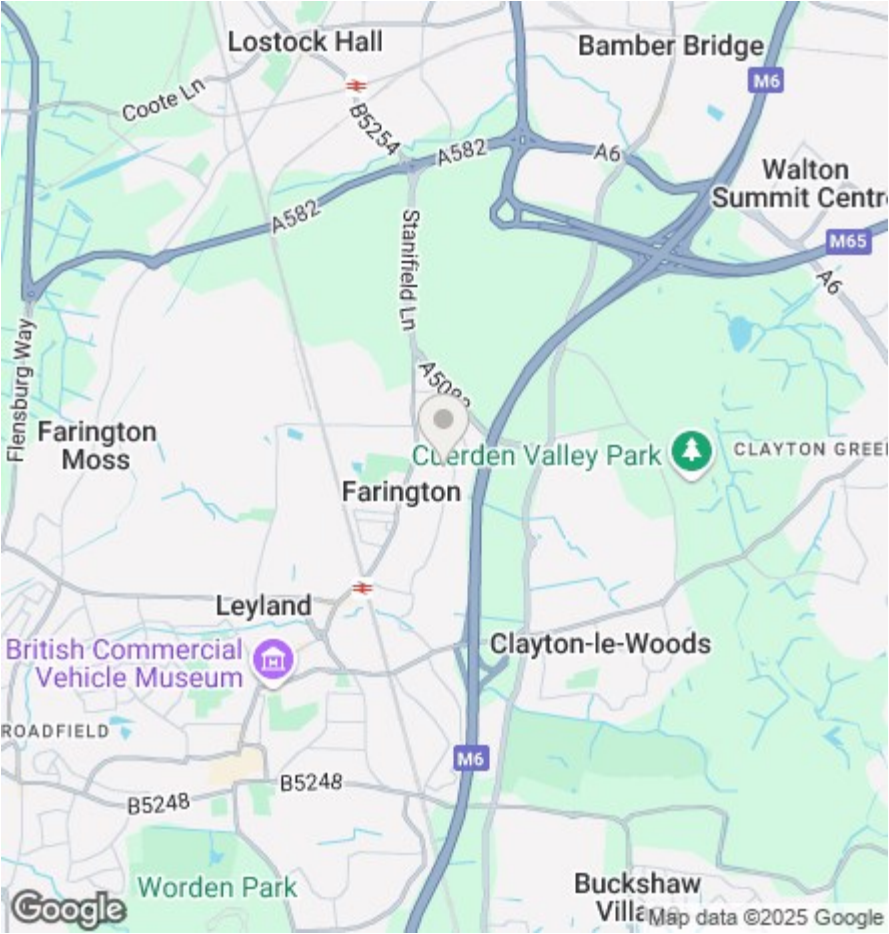 Lostock Hall
Bamber Bridge
M6
Coote Ln
B5254
A582
A6
Walton
Summit Centr
A582
M65
Stanifield Ln
A6
Flensburg Way
A5083
Farington
Moss
Cuerden Valley Park
CLAYTON GREE
Farington
Leyland
British Commercial
Vehicle Museum
Clayton-le-Woods
ROADFIELD
M6
B5248
B5248
Worden Park
Buckshaw
Google
Map data ©2025 Google